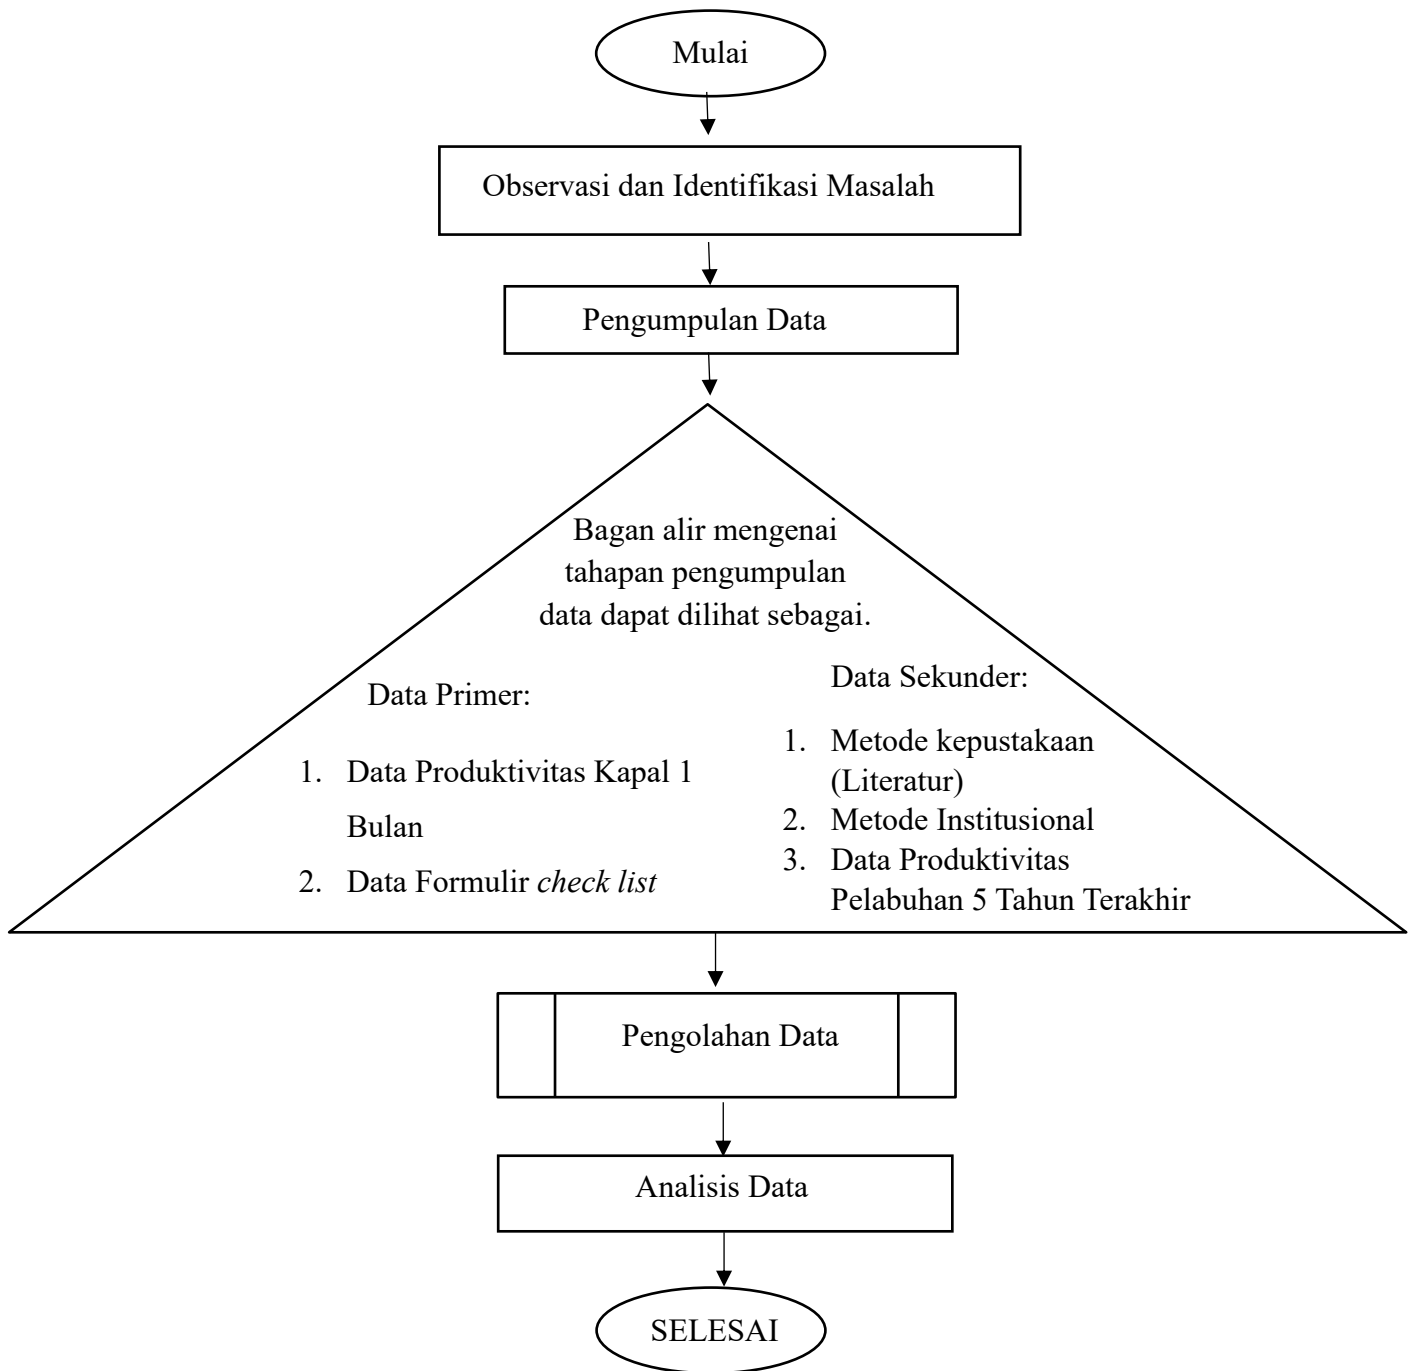 Mulai
Observasi dan Identifikasi Masalah
Pengumpulan Data
Bagan alir mengenai
tahapan pengumpulan
data dapat dilihat sebagai.
Data Primer:
1. Data Produktivitas Kapal 1
Bulan
2. Data Formulir check list
Data Sekunder:
1. Metode kepustakaan
(Literatur)
2. Metode Institusional
3. Data Produktivitas
Pelabuhan 5 Tahun Terakhir
Pengolahan Data
Analisis Data
SELESAI